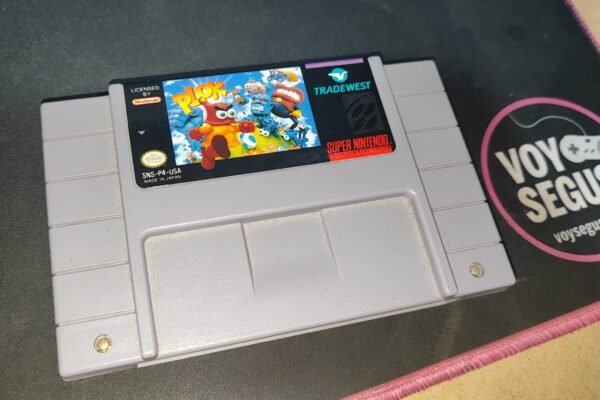 LICENSED
BY
Nintendo
PLOK
TRADEWEST
SUPER NINTENDO
SNS-P4-USA
MADE IN JAPAN
VOY
SEGU
voysegu